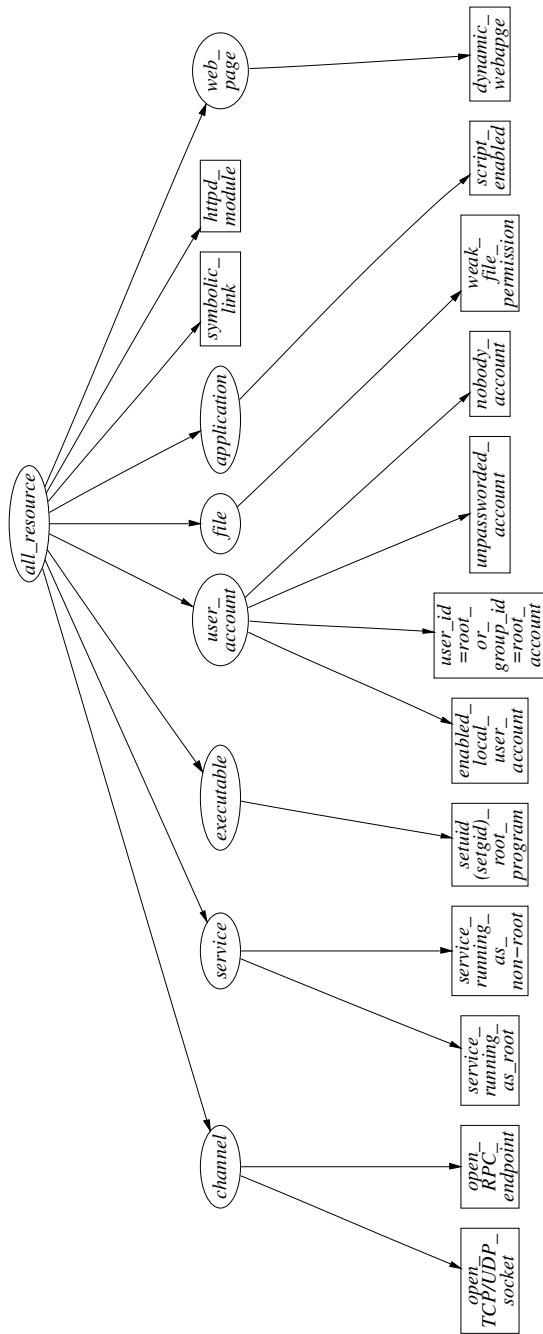 all_resource
channel
service
executable
user_
account
file
application
symbolic_
link
httpd_
module
web_
page
open_
TCP/UDP_
socket
open_
RPC_
endpoint
service_
running_
as_root
service_
running_
as_
non−root
setuid
(setgid)_
root_
program
enabled_
local_
user_
account
user_id
=root_
or_
group_id
=root_
account
unpassworded_
account
nobody_
account
weak_
file_
permission
script_
enabled
dynamic_
webapge